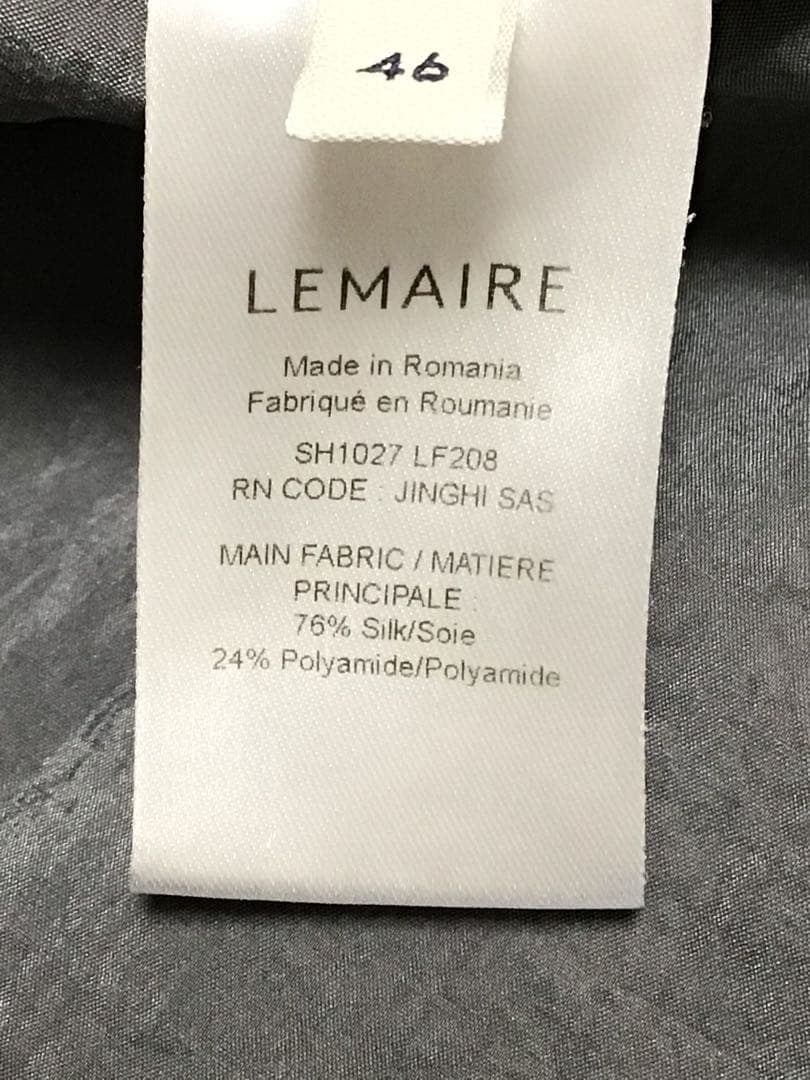 46
LEMAIRE
Made in Romania
Fabriqué en Roumanie
SH1027 LF208
RN CODE : JINGHI SAS
MAIN FABRIC / MATIERE
PRINCIPALE :
76% Silk/Soie
24% Polyamide/Polyamide